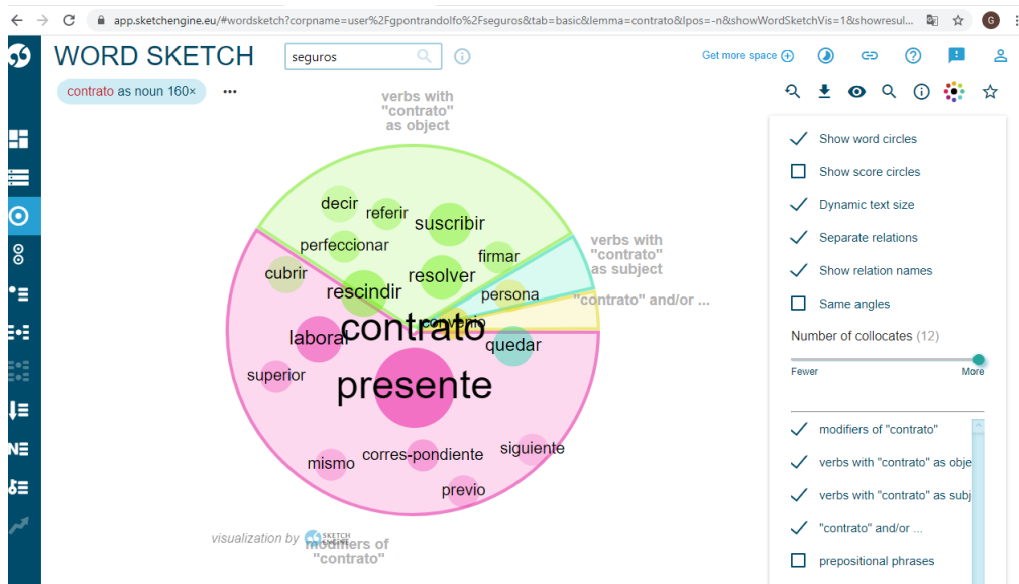 app.sketchengine.eu/#wordsketch?corpname=user%2Fgpontrandolfo%2Fseguros&tab=basic&lemma=contrato&lpos=-n&showWordSketchVis=1&showresul...
G
WORD SKETCH
seguros
Get more space
contrato as noun 160×
verbs with
"contrato"
as object
decir
referir
suscribir
perfeccionar
firmar
cubrir
resolver
rescindir
persona
verbs with
"contrato"
as subject
"contrato" and/or ...
convenio
contrato
laboral
quedar
superior
presente
siguiente
corres-pondiente
mismo
previo
visualization by
SKETCH
ENGINE
modifiers of
"contrato"
Show word circles
Show score circles
Dynamic text size
Separate relations
Show relation names
Same angles
Number of collocates (12)
Fewer
More
modifiers of "contrato"
verbs with "contrato" as obje
verbs with "contrato" as subj
"contrato" and/or ...
prepositional phrases